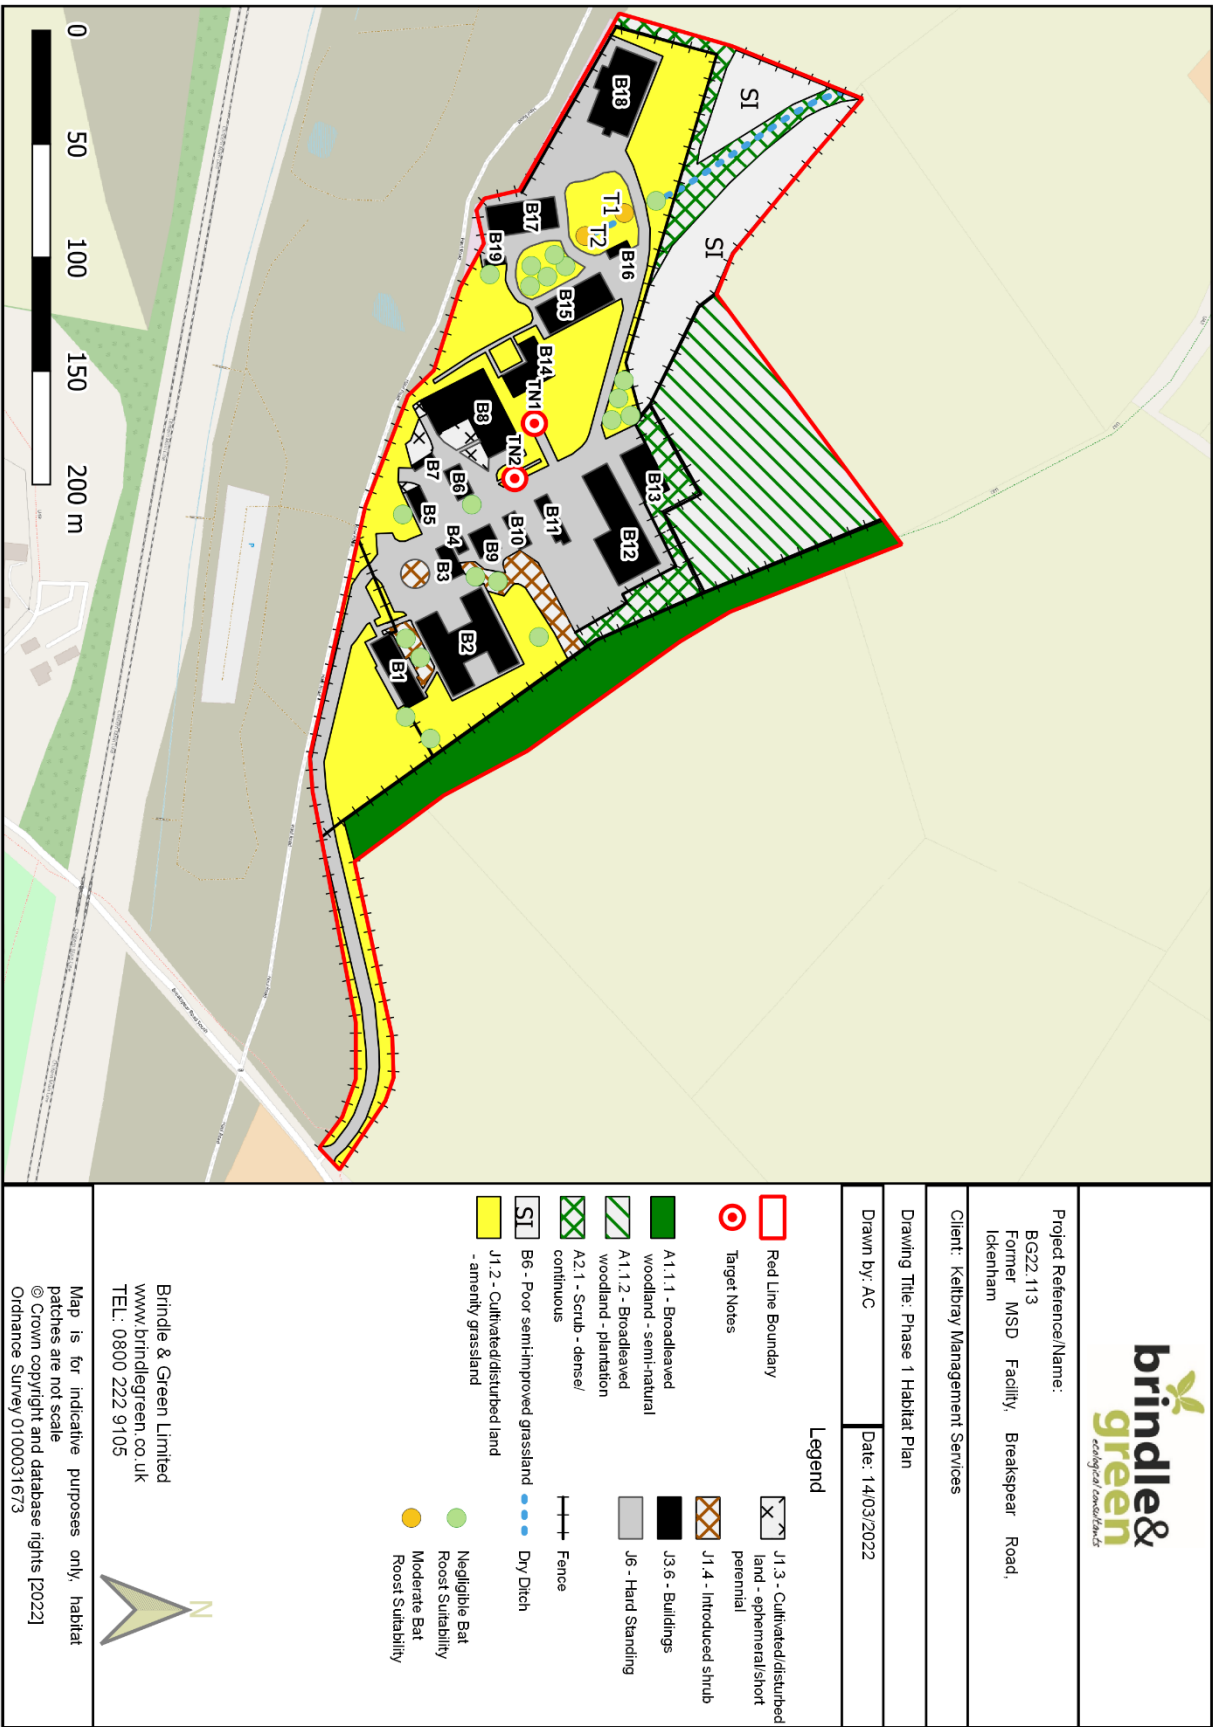 brindle&
green
ecological consultants
Project Reference/Name:
BG22.113
Former MSD Facility, Breakspear Road,
Ickenham
Client: Keltbray Management Services
Drawing Title: Phase 1 Habitat Plan
Drawn by: AC
Date: 14/03/2022
Legend
Red Line Boundary
Target Notes
A1.1.1 - Broadleaved
woodland - semi-natural
A1.1.2 - Broadleaved
woodland - plantation
A2.1 - Scrub - dense/
continuous
SI
B6 - Poor semi-improved grassland
J1.2 - Cultivated/disturbed land
- amenity grassland
J1.3 - Cultivated/disturbed
land - ephemeral/short
perennial
J1.4 - Introduced shrub
J3.6 - Buildings
J6 - Hard Standing
Fence
Dry Ditch
Negligible Bat
Roost Suitability
Moderate Bat
Roost Suitability
Brindle & Green Limited
www.brindlegreen.co.uk
TEL: 0800 222 9105
N
Map is for indicative purposes only, habitat
patches are not scale
© Crown copyright and database rights [2022]
Ordnance Survey 0100031673
SI
SI
B18
T1
T2
B17
B16
B19
B15
B14
TN1
B8
TN2
B7
B6
B5
B4
B3
B9
B10
B11
B13
B12
B2
B1
Breakspear Road South
P
0
50
100
150
200 m